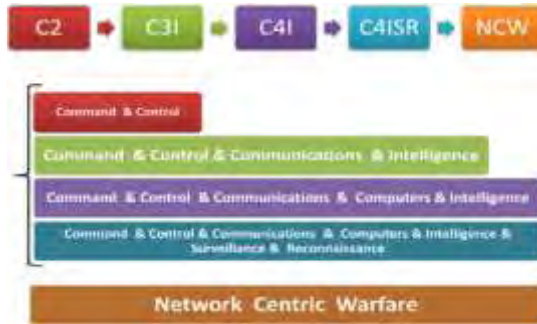 C2
C3I
C4I
C4ISR
NCW
Command & Control
Command & Control & Communications & Intelligence
Command & Control & Communications & Computers & Intelligence
Command & Control & Communications & Computers & Intelligence &
Surveillance & Reconnaissance
Network Centric Warfare